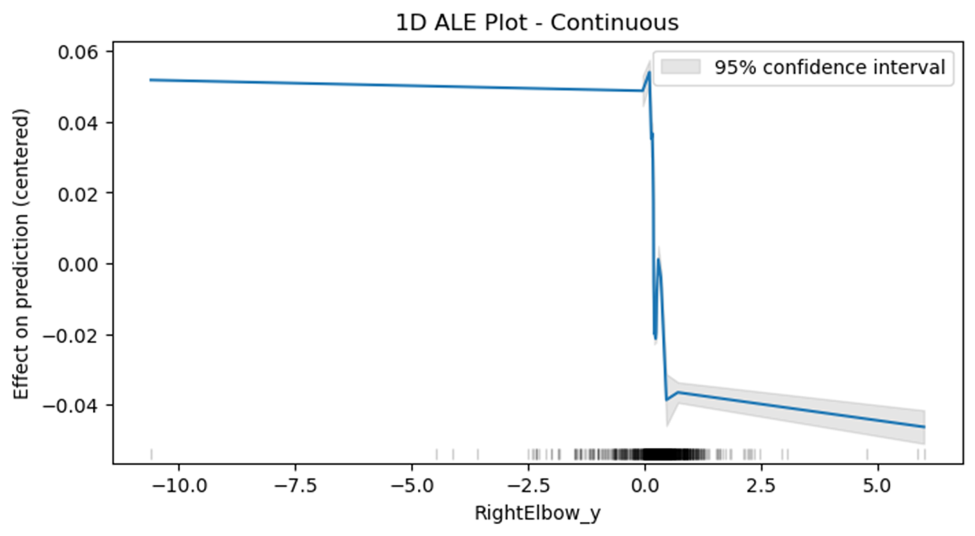 1D ALE Plot - Continuous
95% confidence interval
Effect on prediction (centered)
0.06
0.04
0.02
0.00
−0.02
−0.04
−10.0 −7.5 −5.0 −2.5 0.0 2.5 5.0
RightElbow_y